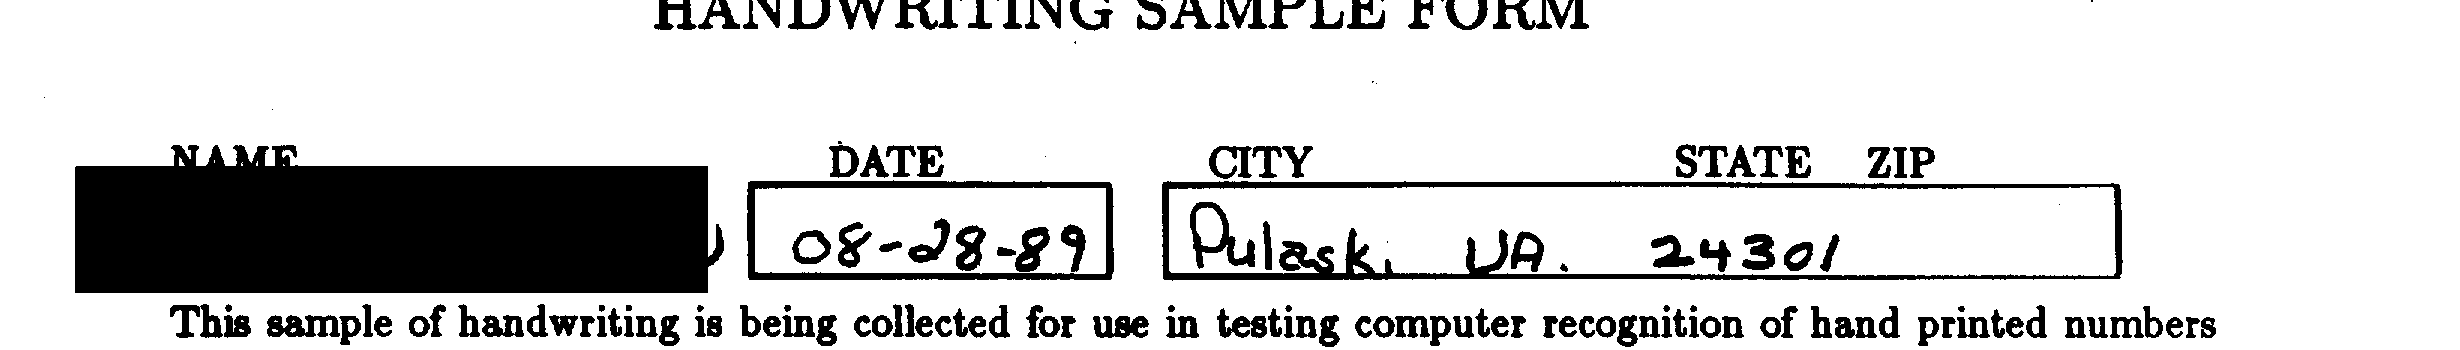 HANDWRITING SAMPLE FORM
NAME DATE CITY STATE ZIP
08-28-89 Pulaski VA. 24301
This sample of handwriting is being collected for use in testing computer recognition of hand printed numbers